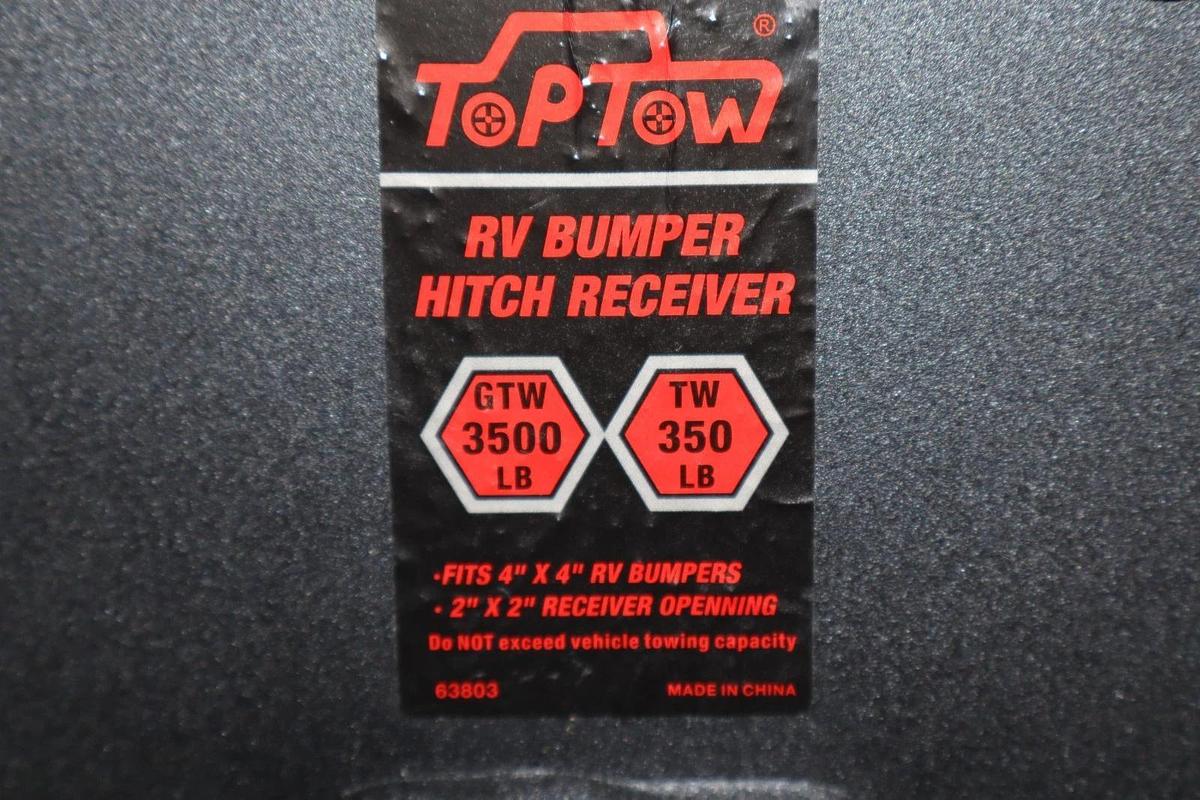 TOPTOW®
RV BUMPER
HITCH RECEIVER
GTW
3500
LB
TW
350
LB
·FITS 4" X 4" RV BUMPERS
· 2" X 2" RECEIVER OPENNING
Do NOT exceed vehicle towing capacity
63803 MADE IN CHINA